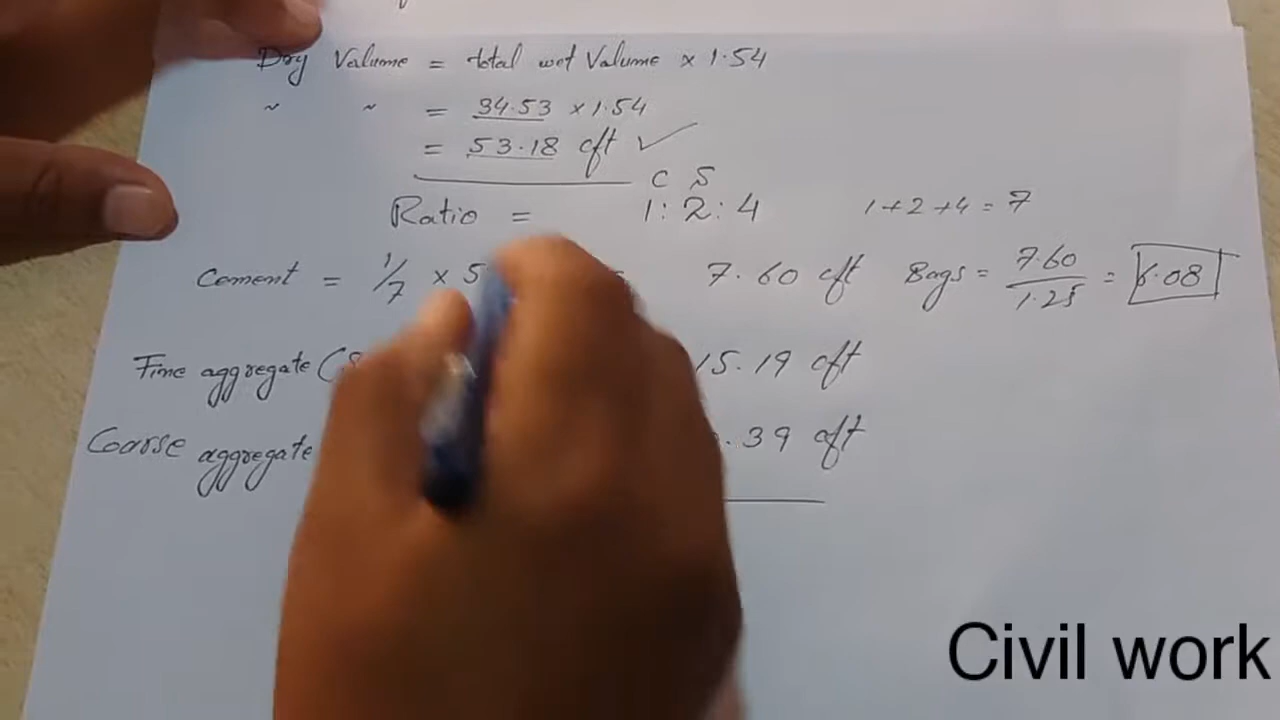 Dry Valume = total wet Valume × 1.54
~ ~ = 34.53 × 1.54
= 53.18 cft ✓
C S
Ratio = 1 : 2 : 4 1+2+4 = 7
Cement = 1/7 × 5 = 7.60 cft Bags = 7.60/1.25 = 6.08
Fine aggregate (S 15.19 cft
Coarse aggregate .39 cft
Civil work